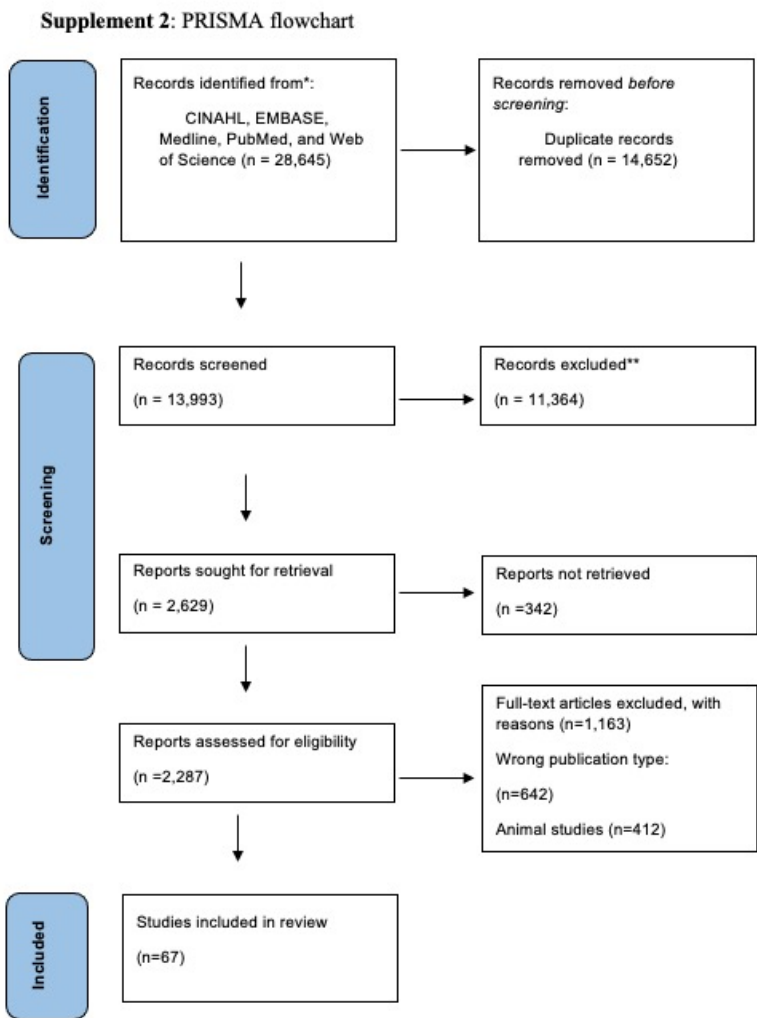 Supplement 2: PRISMA flowchart
Identification
Records identified from*:
CINAHL, EMBASE,
Medline, PubMed, and Web
of Science (n = 28,645)
Records removed before
screening:
Duplicate records
removed (n = 14,652)
Screening
Records screened
(n = 13,993)
Records excluded**
(n = 11,364)
Reports sought for retrieval
(n = 2,629)
Reports not retrieved
(n =342)
Reports assessed for eligibility
(n =2,287)
Full-text articles excluded, with
reasons (n=1,163)
Wrong publication type:
(n=642)
Animal studies (n=412)
Included
Studies included in review
(n=67)